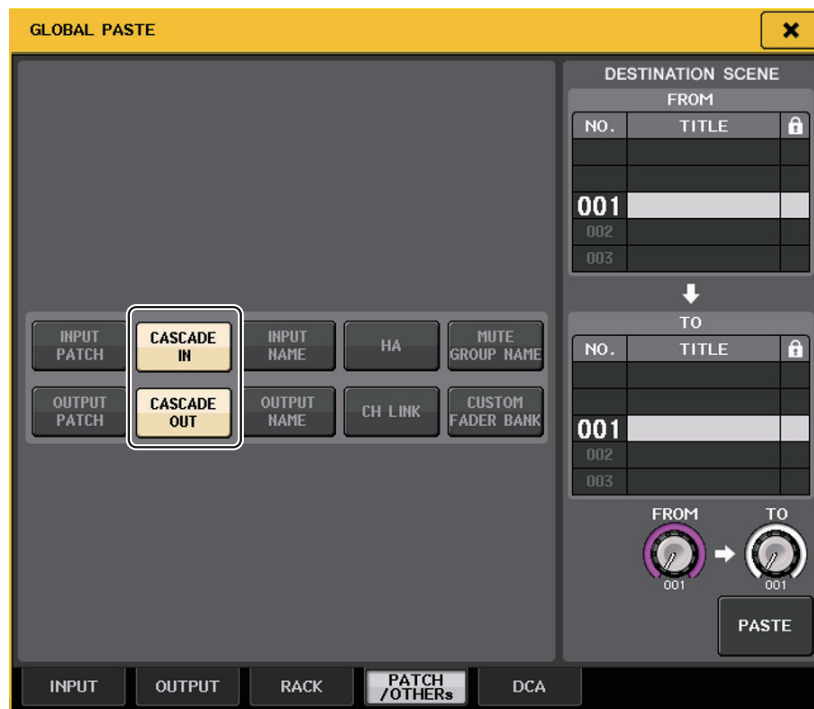 GLOBAL PASTE
DESTINATION SCENE
FROM
NO. TITLE
001
002
003
TO
NO. TITLE
001
002
003
INPUT PATCH
CASCADE IN
INPUT NAME
HA
MUTE GROUP NAME
OUTPUT PATCH
CASCADE OUT
OUTPUT NAME
CH LINK
CUSTOM FADER BANK
FROM TO
001 001
PASTE
INPUT OUTPUT RACK PATCH /OTHERs DCA